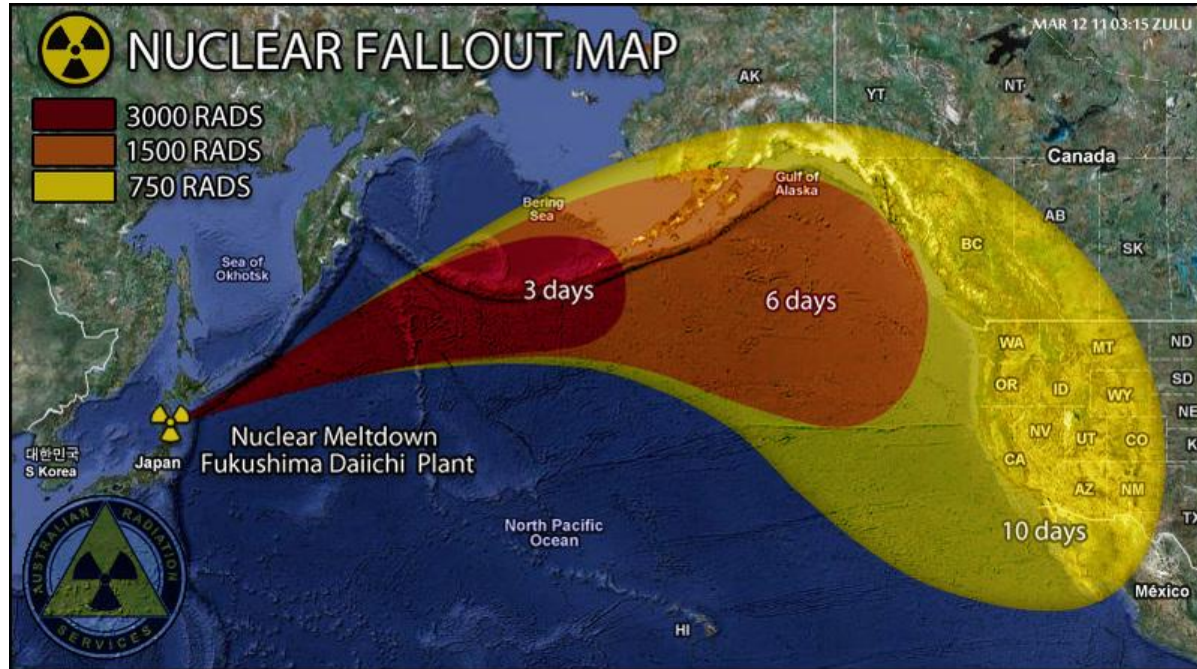 MAR 12 11 03:15 ZULU
NUCLEAR FALLOUT MAP
3000 RADS
1500 RADS
750 RADS
AK
YT
NT
Canada
Gulf of
Alaska
Bering
Sea
AB
BC
SK
Sea of
Okhotsk
3 days
6 days
WA
MT
ND
OR
ID
WY
SD
NE
Nuclear Meltdown
Fukushima Daiichi Plant
NV
UT
CO
K
CA
AZ
NM
TX
대한민국
S Korea
Japan
North Pacific
Ocean
10 days
México
HI
AUSTRALIAN RADIATION
SERVICES